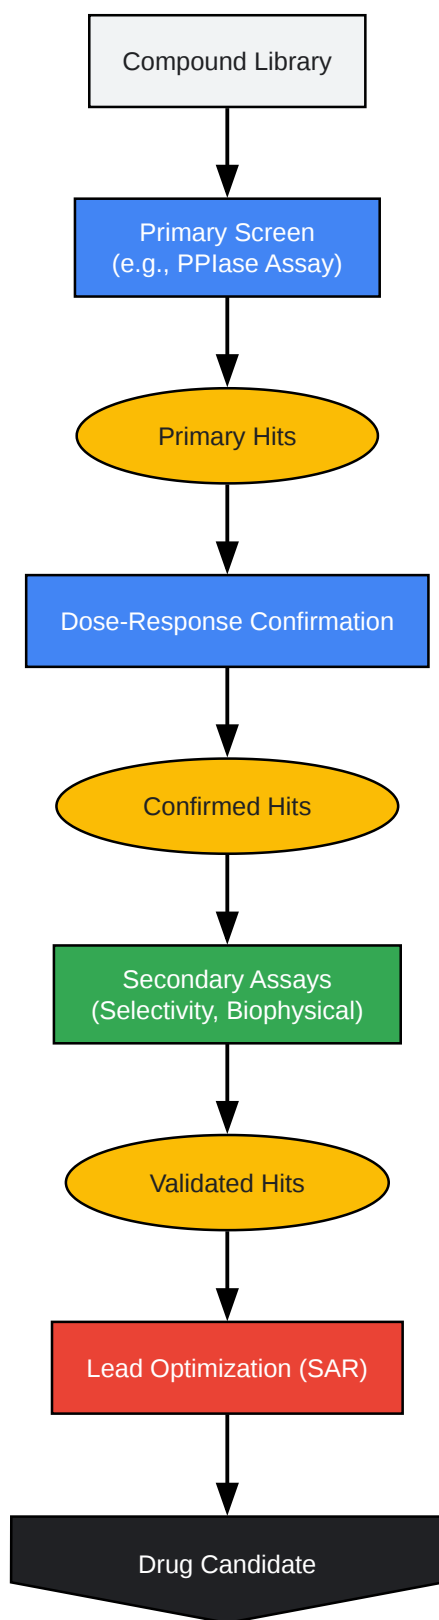 Compound Library
Primary Screen
(e.g., PPIase Assay)
Primary Hits
Dose-Response Confirmation
Confirmed Hits
Secondary Assays
(Selectivity, Biophysical)
Validated Hits
Lead Optimization (SAR)
Drug Candidate